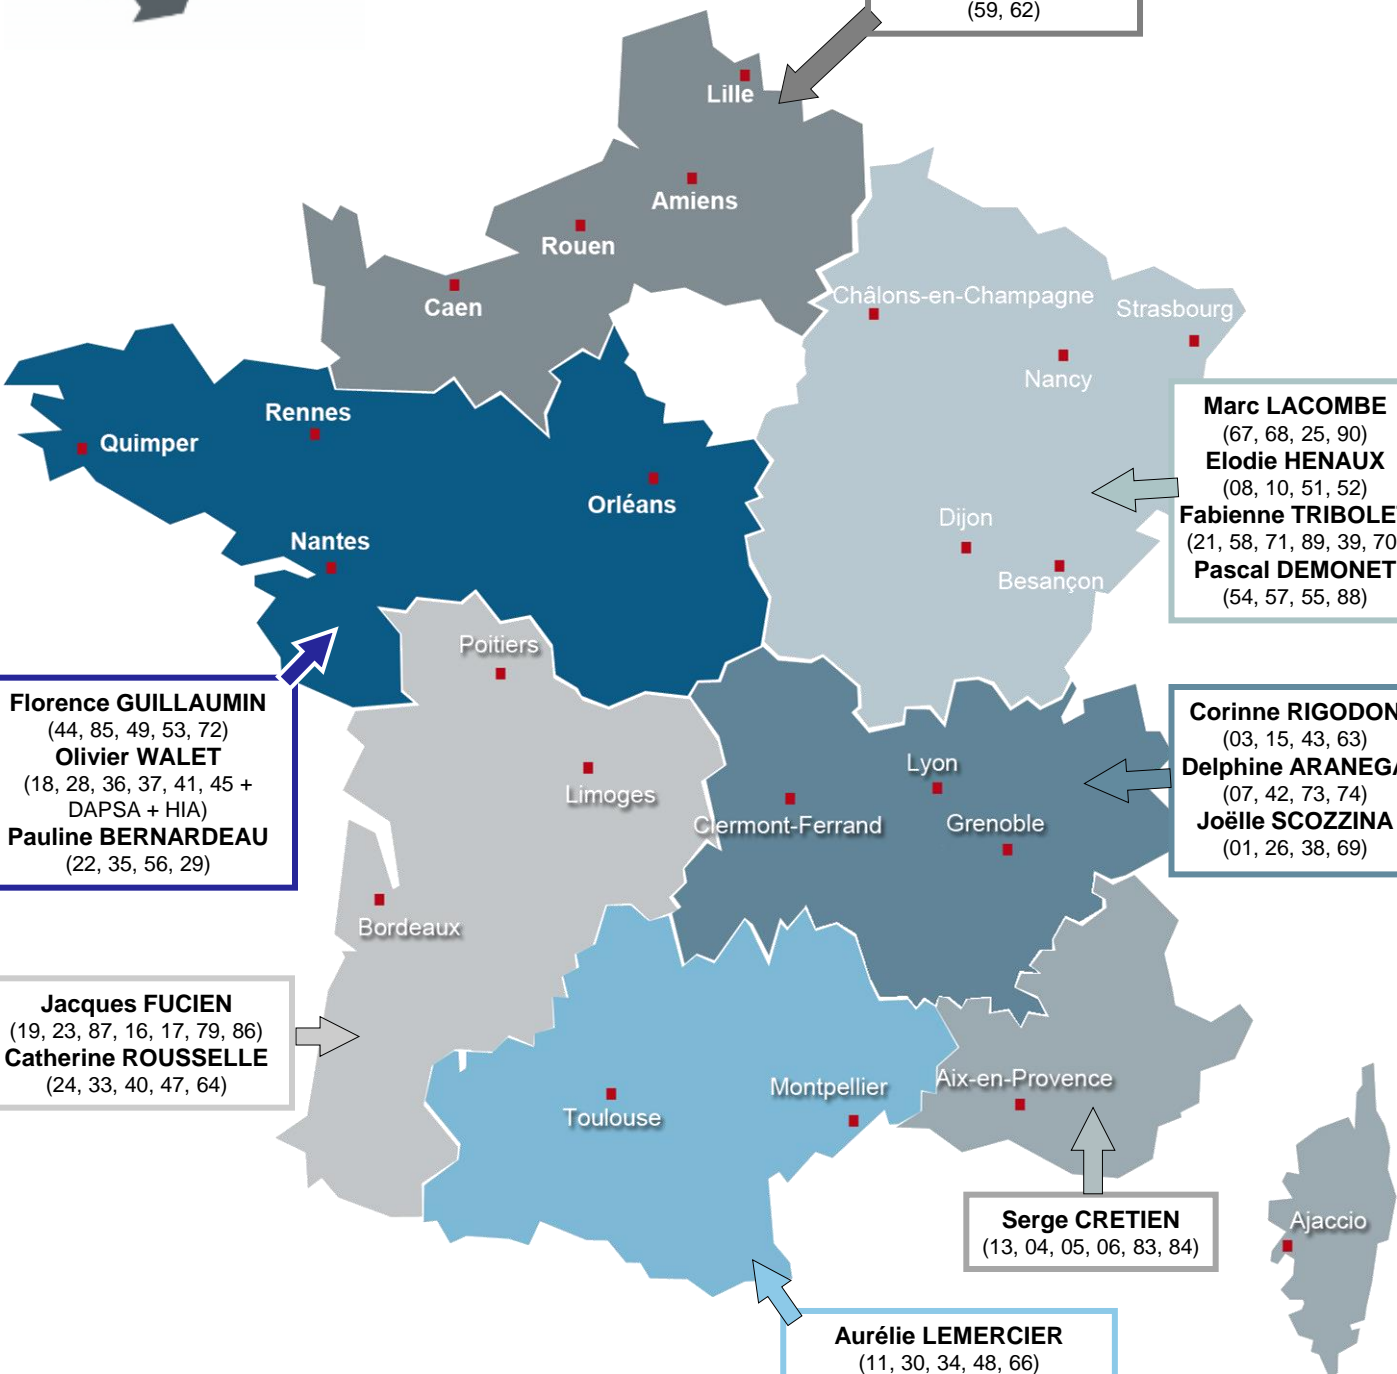 (59, 62)
Lille
Amiens
Rouen
Caen
Châlons-en-Champagne
Strasbourg
Nancy
Rennes
Quimper
Orléans
Nantes
Dijon
Besançon
Marc LACOMBE
(67, 68, 25, 90)
Elodie HENAUX
(08, 10, 51, 52)
Fabienne
(21, 58, 71, 89, 39, 70
Pascal DEMONET
(54, 57, 55, 88)
Poitiers
Limoges
Bordeaux
Lyon
Clermont-Ferrand
Grenoble
Florence GUILLAUMIN
(44, 85, 49, 53, 72)
Olivier WALET
(18, 28, 36, 37, 41, 45 +
DAPSA + HIA)
Pauline BERNARDEAU
(22, 35, 56, 29)
Corinne RIGODON
(03, 15, 43, 63)
Delphine ARANEGA
(07, 42, 73, 74)
Joëlle SCOZZINA
(01, 26, 38, 69)
Jacques FUCIEN
(19, 23, 87, 16, 17, 79, 86)
Catherine ROUSSELLE
(24, 33, 40, 47, 64)
Toulouse
Montpellier
Aix-en-Provence
Serge CRETIEN
(13, 04, 05, 06, 83, 84)
Ajaccio
Aurélie LEMERCIER
(11, 30, 34, 48, 66)